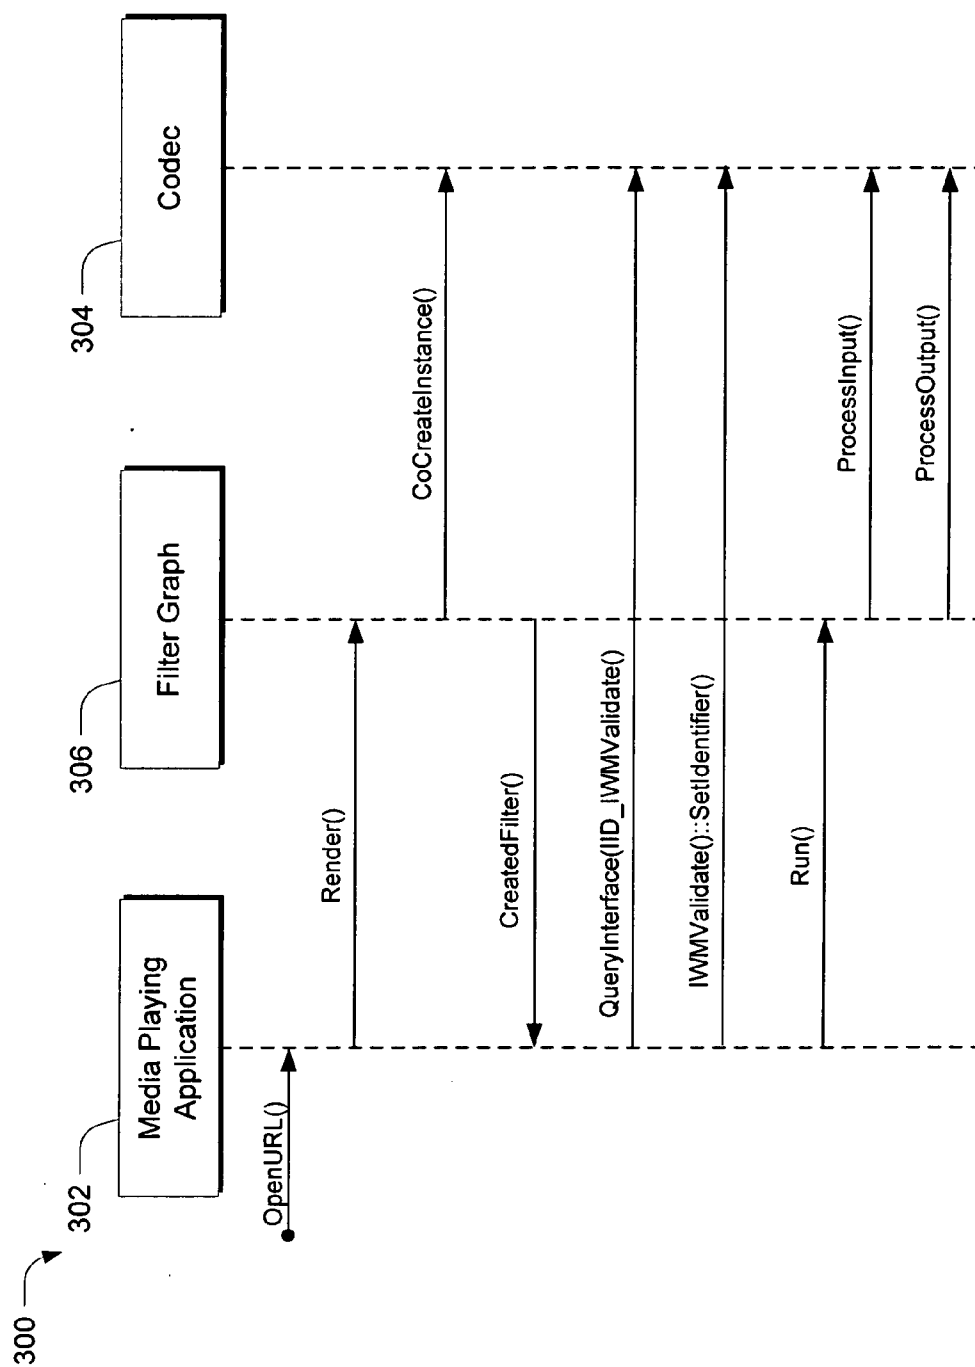 300
302
Media Playing
Application
306
Filter Graph
304
Codec
OpenURL()
Render()
CoCreateInstance()
CreatedFilter()
QueryInterface(IID_IWMValidate()
IWMValidate()::SetIdentifier()
Run()
ProcessInput()
ProcessOutput()